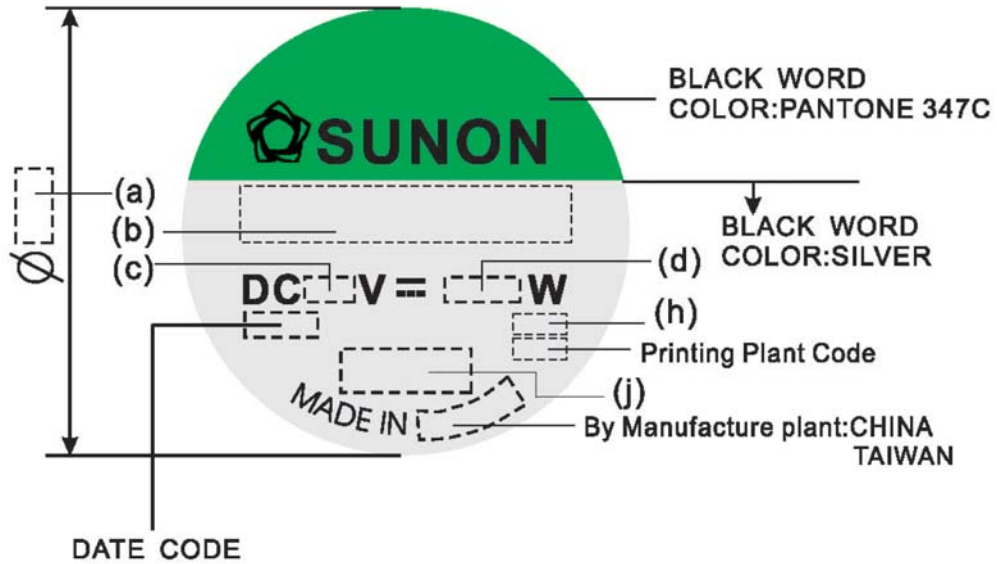 BLACK WORD
COLOR:PANTONE 347C
SUNON
(a)
(b)
BLACK WORD
COLOR:SILVER
Ø
(c)
(d)
DC V W
(h)
Printing Plant Code
(j)
MADE IN
By Manufacture plant:CHINA
TAIWAN
DATE CODE